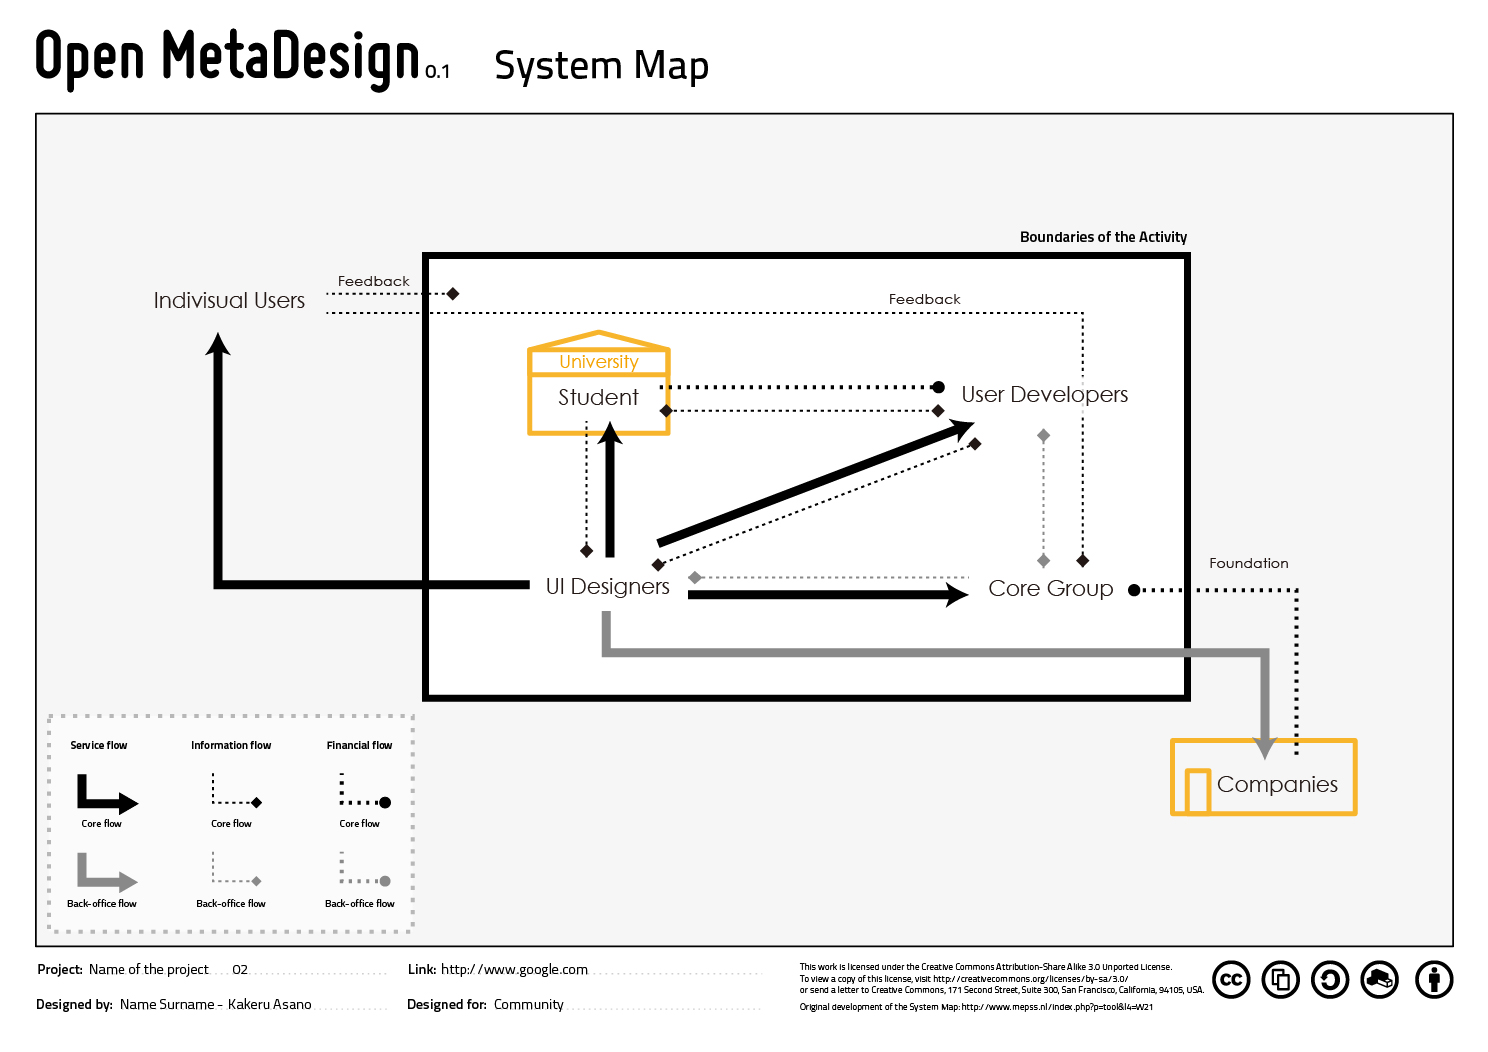 Open MetaDesign 0.1 System Map
Boundaries of the Activity
Feedback
Indivisual Users
Feedback
University
Student
User Developers
Foundation
UI Designers
Core Group
Companies
Service flow Information flow Financial flow
Core flow Core flow Core flow
Back-office flow Back-office flow Back-office flow
Project: Name of the project 02
Link: http://www.google.com
Designed by: Name Surname - Kakeru Asano
Designed for: Community
This work is licensed under the Creative Commons Attribution-Share Alike 3.0 Unported License.
To view a copy of this license, visit http://creativecommons.org/licenses/by-sa/3.0/
or send a letter to Creative Commons, 171 Second Street, Suite 300, San Francisco, California, 94105, USA.
Original development of the System Map: http://www.mepss.nl/index.php?p=tool&l4=W21
cc